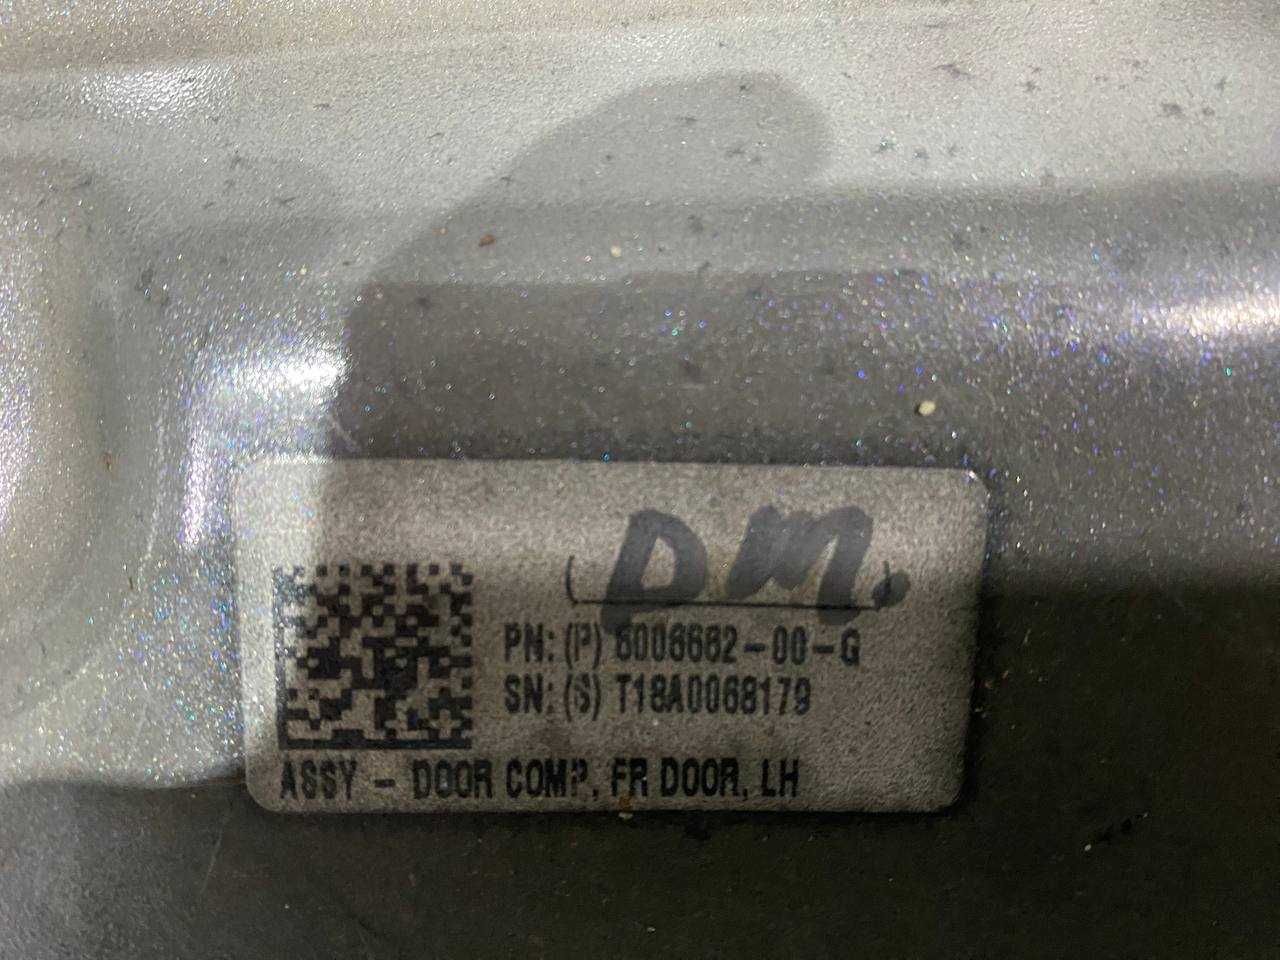 DM.
PN: (P) 6006662-00-G
SN: (S) T18A0068179
ASSY - DOOR COMP, FR DOOR, LH